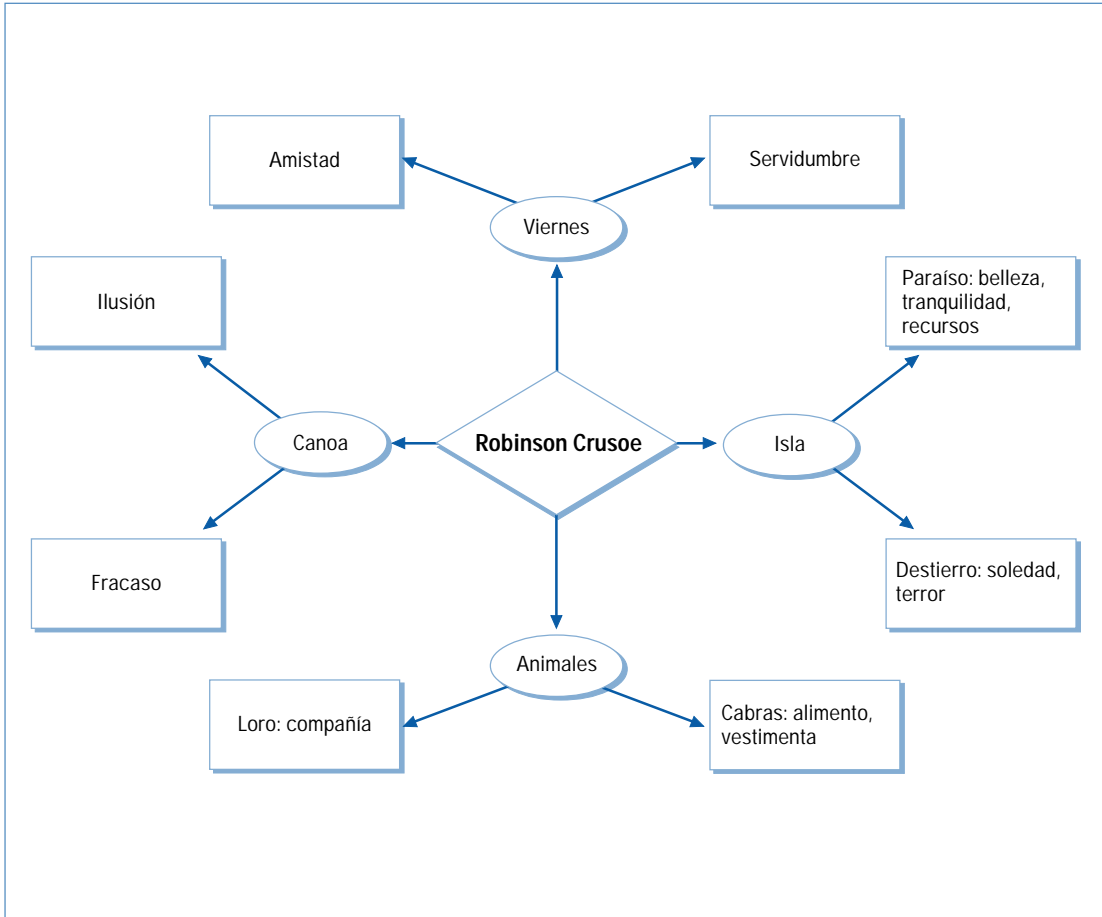 Amistad
Servidumbre
Viernes
Ilusión
Paraíso: belleza,
tranquilidad,
recursos
Canoa
Robinson Crusoe
Isla
Fracaso
Destierro: soledad,
terror
Animales
Loro: compañía
Cabras: alimento,
vestimenta